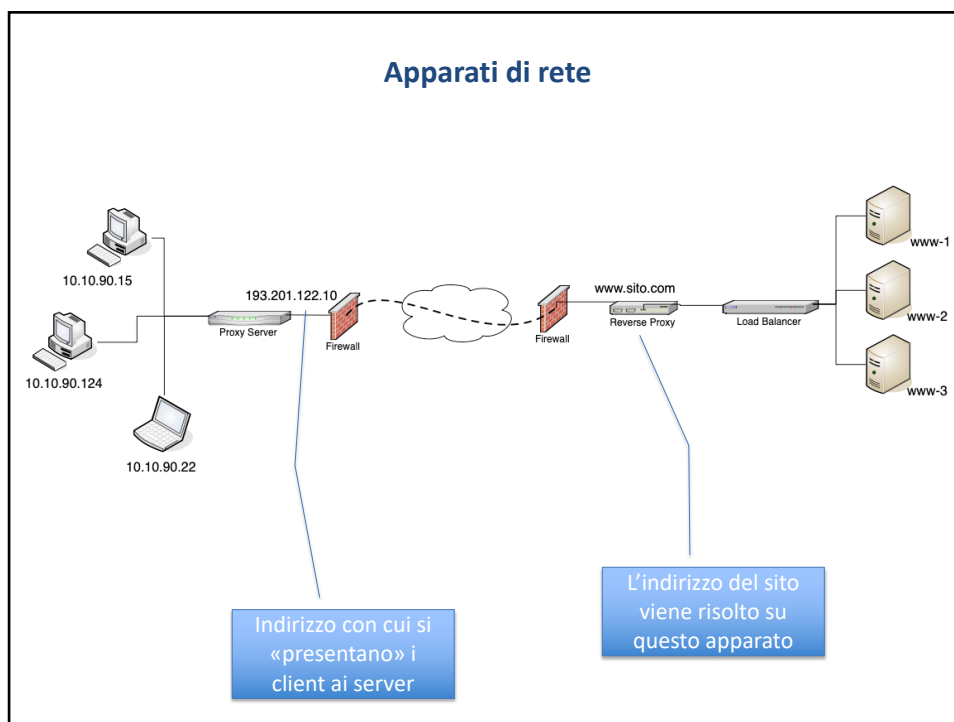 Apparati di rete
10.10.90.15
10.10.90.124
10.10.90.22
193.201.122.10
Proxy Server
Firewall
Firewall
www.sito.com
Reverse Proxy
Load Balancer
www-1
www-2
www-3
Indirizzo con cui si
«presentano» i
client ai server
L’indirizzo del sito
viene risolto su
questo apparato